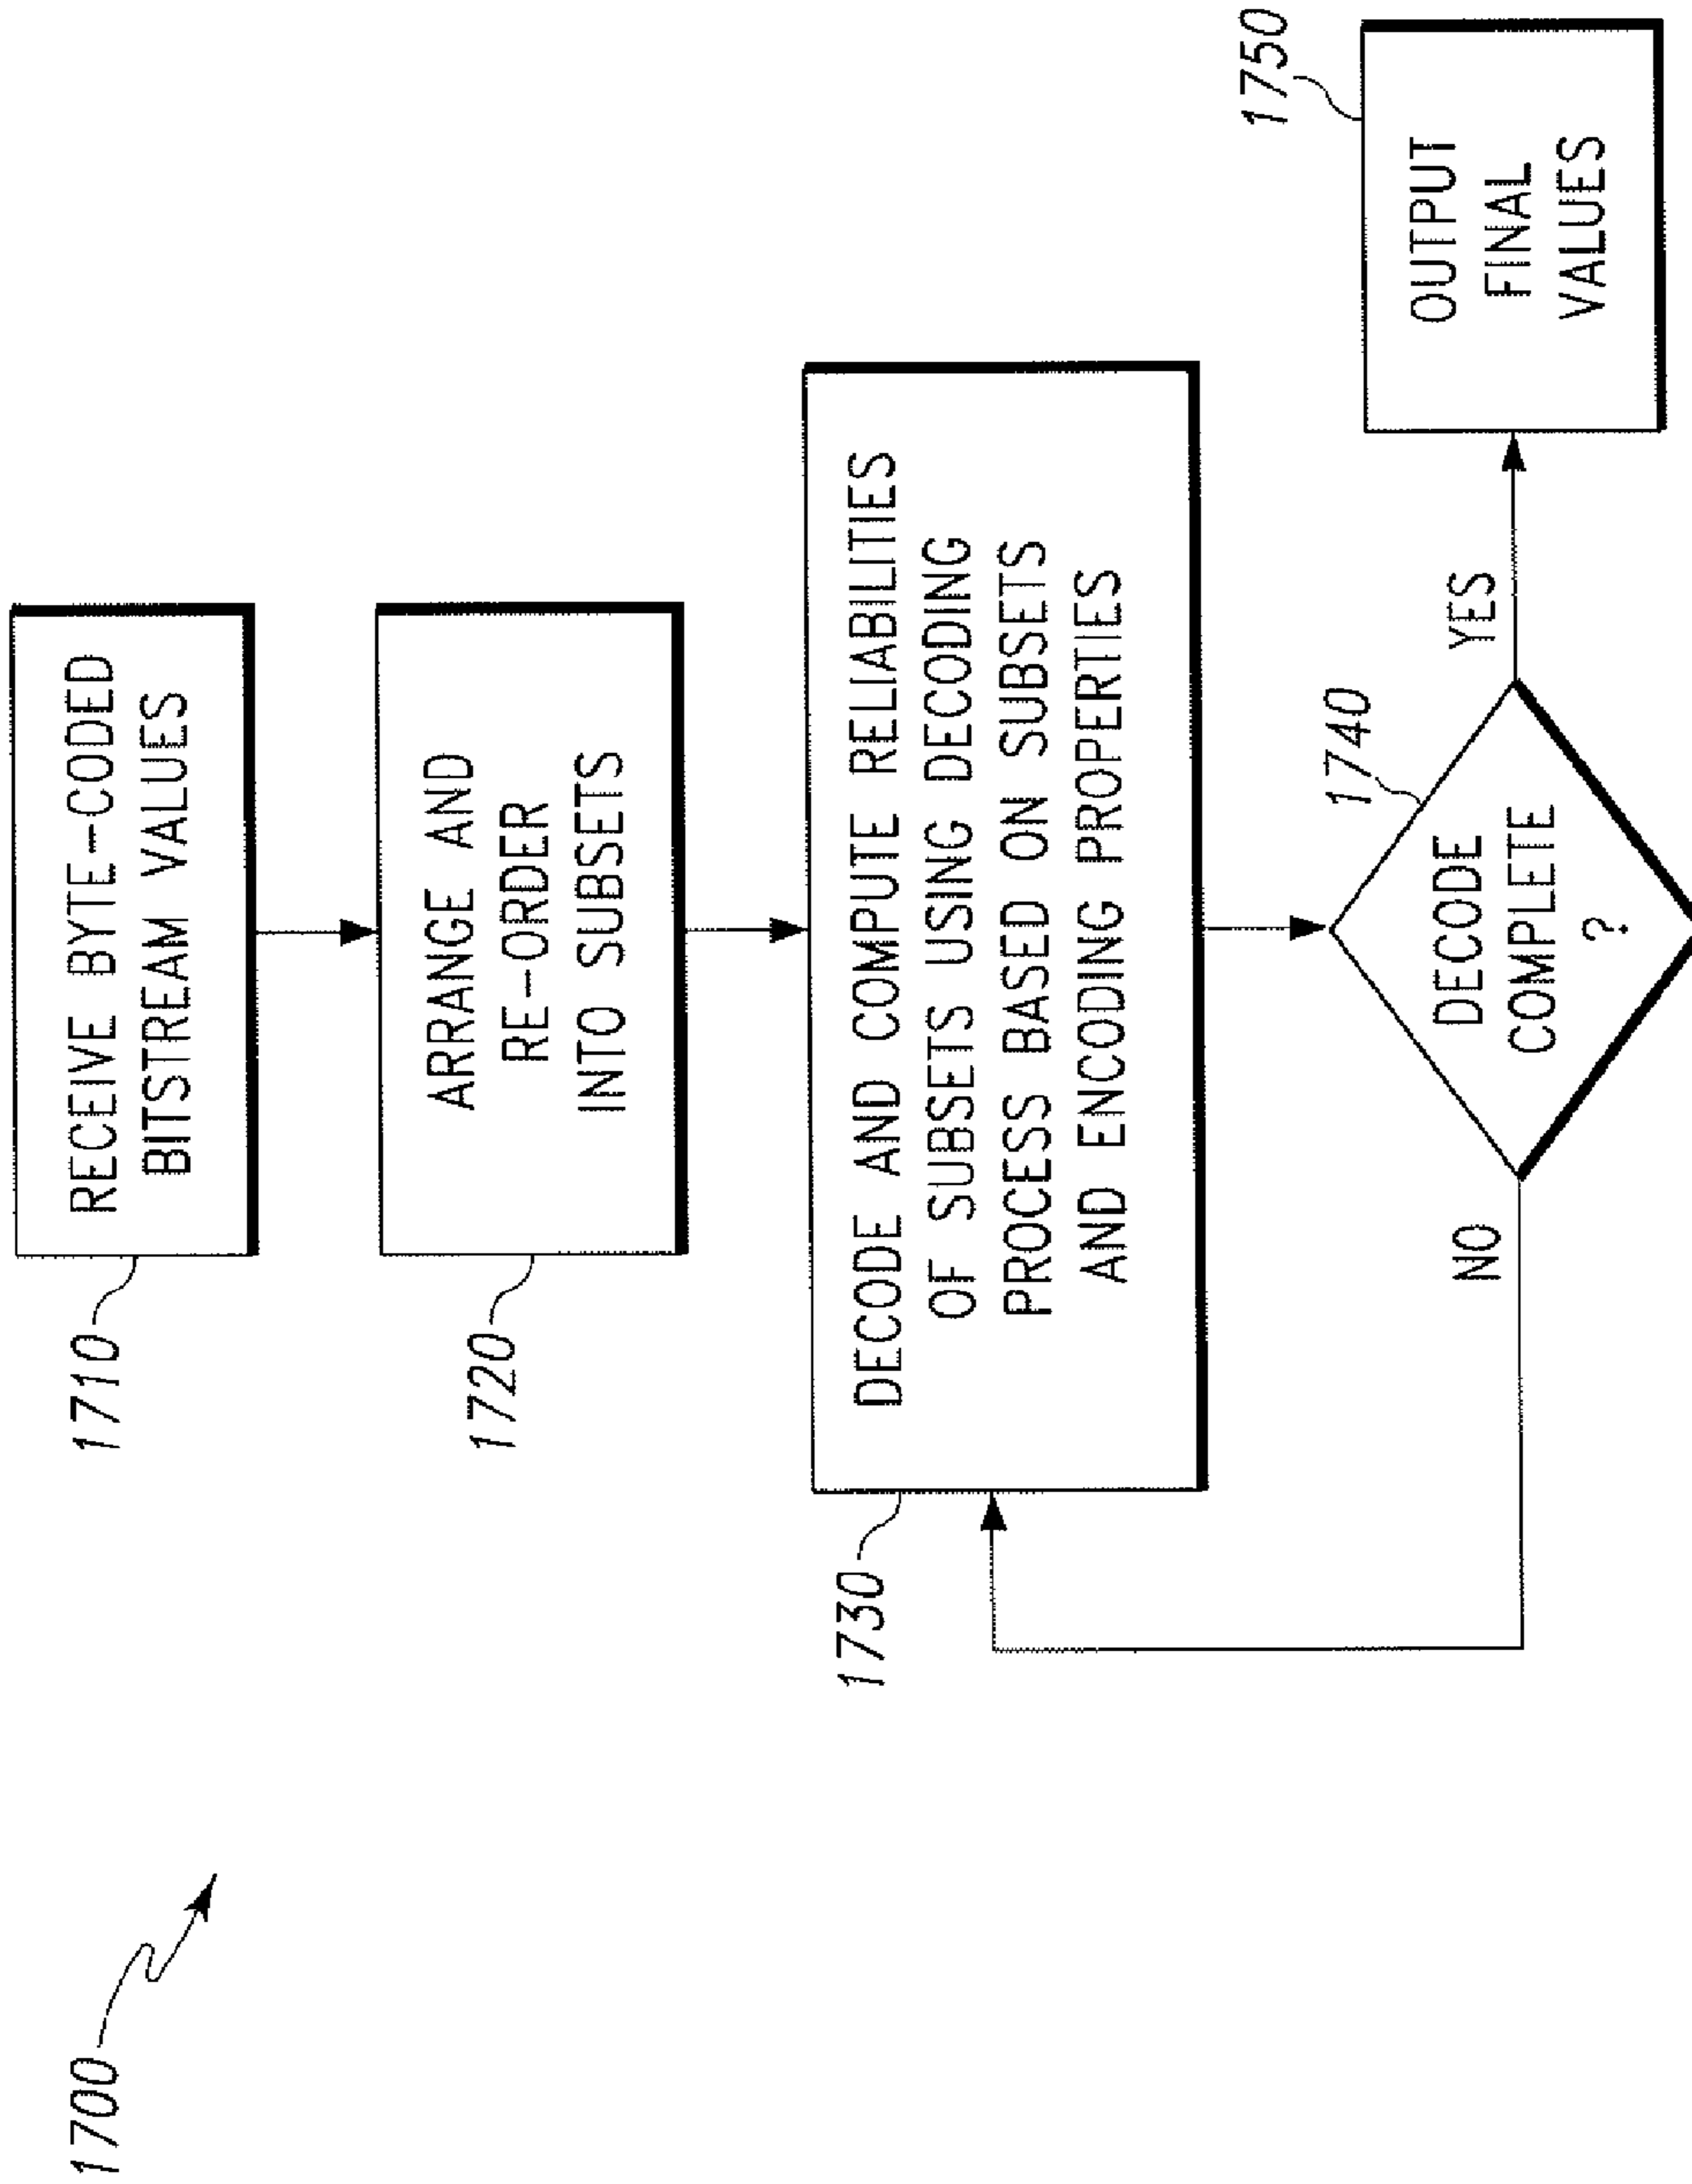 1700
1710
RECEIVE BYTE-CODED
BITSTREAM VALUES
1720
ARRANGE AND
RE-ORDER
INTO SUBSETS
1730
DECODE AND COMPUTE RELIABILITIES
OF SUBSETS USING DECODING
PROCESS BASED ON SUBSETS
AND ENCODING PROPERTIES
1740
DECODE
COMPLETE
?
NO
YES
1750
OUTPUT
FINAL
VALUES